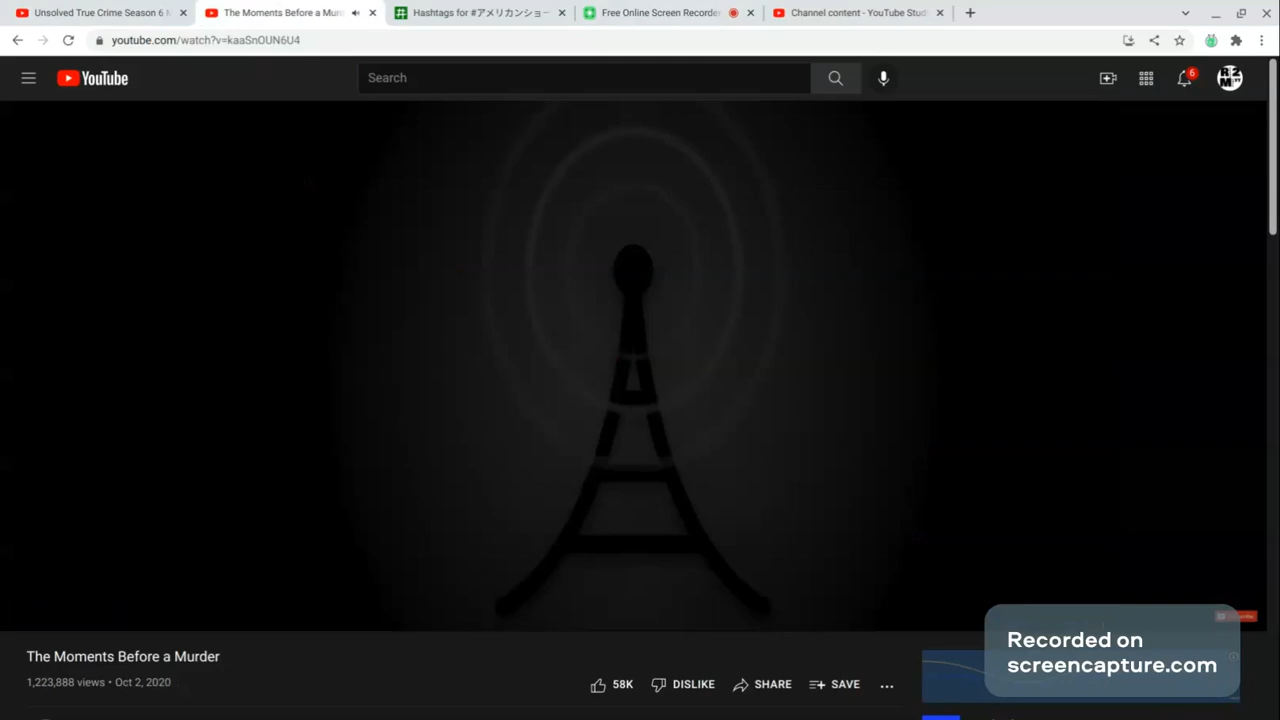 Unsolved True Crime Season 6 M
The Moments Before a Mur
Hashtags for #アメリカンショー
Free Online Screen Recorder
Channel content - YouTube Stud
youtube.com/watch?v=kaaSnOUN6U4
YouTube
Search
6
The Moments Before a Murder
1,223,888 views • Oct 2, 2020
58K
DISLIKE
SHARE
SAVE
Recorded on
screencapture.com